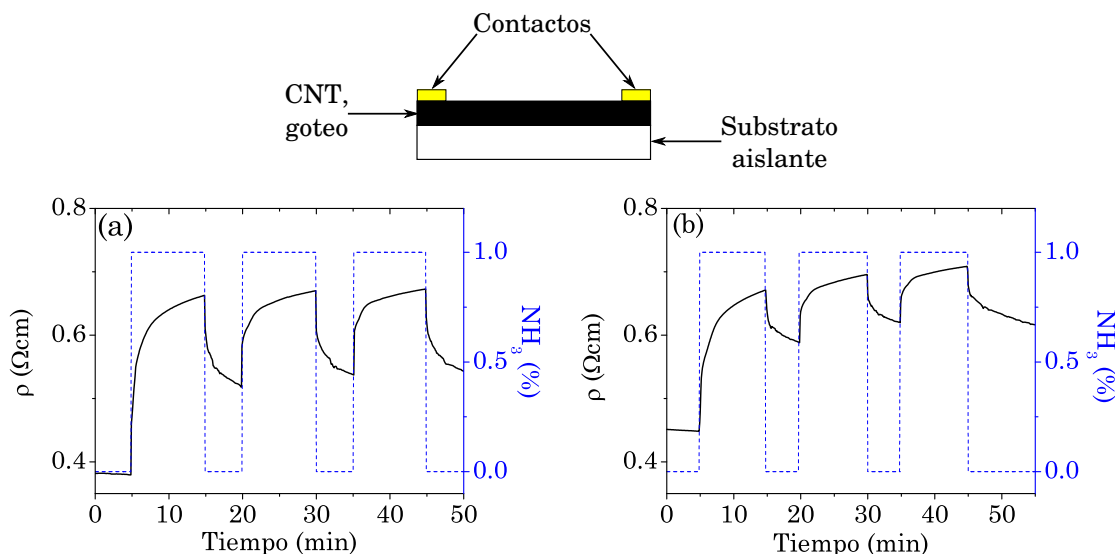 Contactos
CNT,
goteo
Substrato
aislante
(a)
0.8
0.6
0.4
ρ (Ωcm)
1.0
0.5
0.0
NH₃ (%)
0 10 20 30 40 50
Tiempo (min)
(b)
0.8
0.6
0.4
ρ (Ωcm)
1.0
0.5
0.0
NH₃ (%)
0 10 20 30 40 50
Tiempo (min)